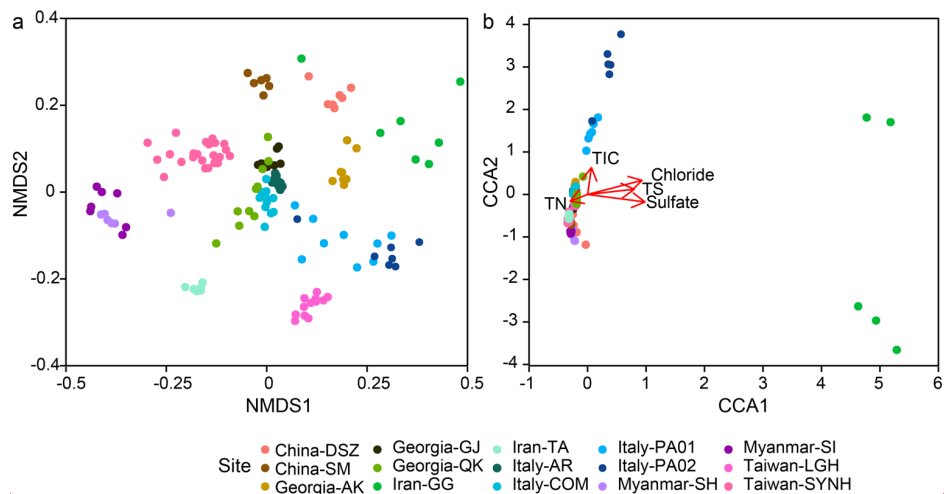 a
0.4
0.2
0
-0.2
-0.4
NMDS2
-0.5
-0.25
0
0.25
0.5
NMDS1
b
4
3
2
1
0
-1
-2
-3
-4
CCA2
TIC
Chloride
TS
TN
Sulfate
-1
0
1
2
3
4
5
6
CCA1
Site
China-DSZ
China-SM
Georgia-AK
Georgia-GJ
Georgia-QK
Iran-GG
Iran-TA
Italy-AR
Italy-COM
Italy-PA01
Italy-PA02
Myanmar-SH
Myanmar-SI
Taiwan-LGH
Taiwan-SYNH